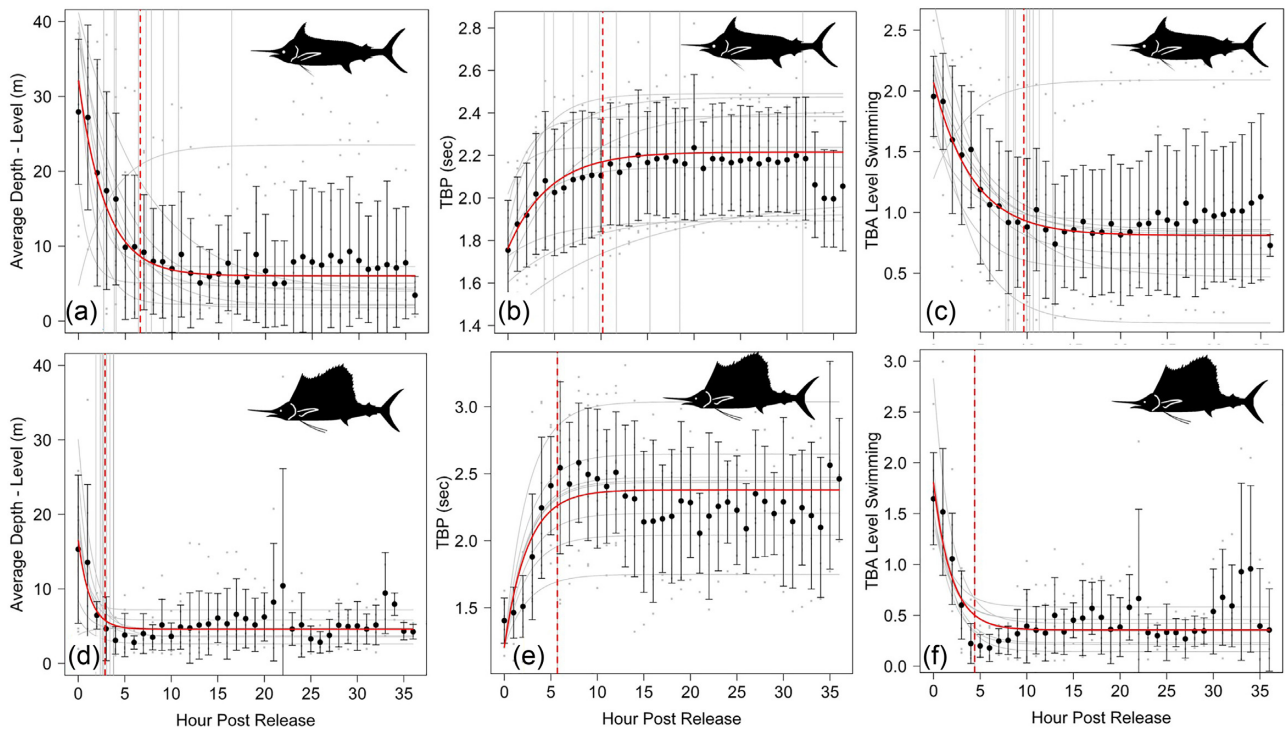 Average Depth - Level (m)
40
30
20
10
0
(a)
TBP (sec)
2.8
2.6
2.4
2.2
2.0
1.8
1.6
1.4
(b)
TBA Level Swimming
2.5
2.0
1.5
1.0
0.5
(c)
Average Depth - Level (m)
40
30
20
10
0
(d)
0 5 10 15 20 25 30 35
Hour Post Release
TBP (sec)
3.0
2.5
2.0
1.5
(e)
0 5 10 15 20 25 30 35
Hour Post Release
TBA Level Swimming
3.0
2.5
2.0
1.5
1.0
0.5
0.0
(f)
0 5 10 15 20 25 30 35
Hour Post Release